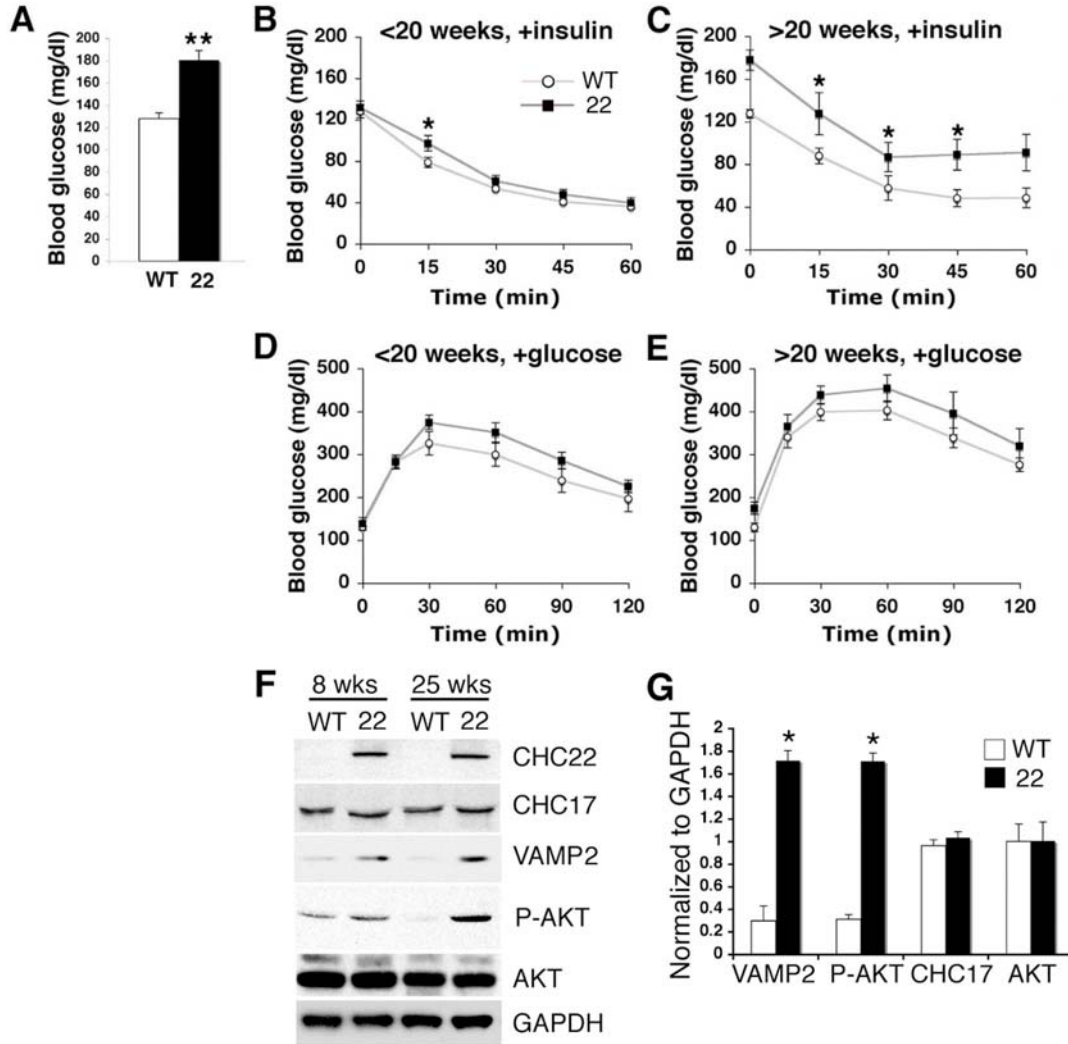 A
Blood glucose (mg/dl)
200
180
160
140
120
100
80
60
40
20
0
**
WT 22
B
<20 weeks, +insulin
Blood glucose (mg/dl)
200
160
120
80
40
0
*
WT
22
0 15 30 45 60
Time (min)
C
>20 weeks, +insulin
Blood glucose (mg/dl)
200
160
120
80
40
0
* * *
0 15 30 45 60
Time (min)
D
<20 weeks, +glucose
Blood glucose (mg/dl)
500
400
300
200
100
0
0 30 60 90 120
Time (min)
E
>20 weeks, +glucose
Blood glucose (mg/dl)
500
400
300
200
100
0
0 30 60 90 120
Time (min)
F
8 wks 25 wks
WT 22 WT 22
CHC22
CHC17
VAMP2
P-AKT
AKT
GAPDH
G
Normalized to GAPDH
2
1.8
1.6
1.2
1
0.8
0.4
0.2
0
* *
WT
22
VAMP2 P-AKT CHC17 AKT